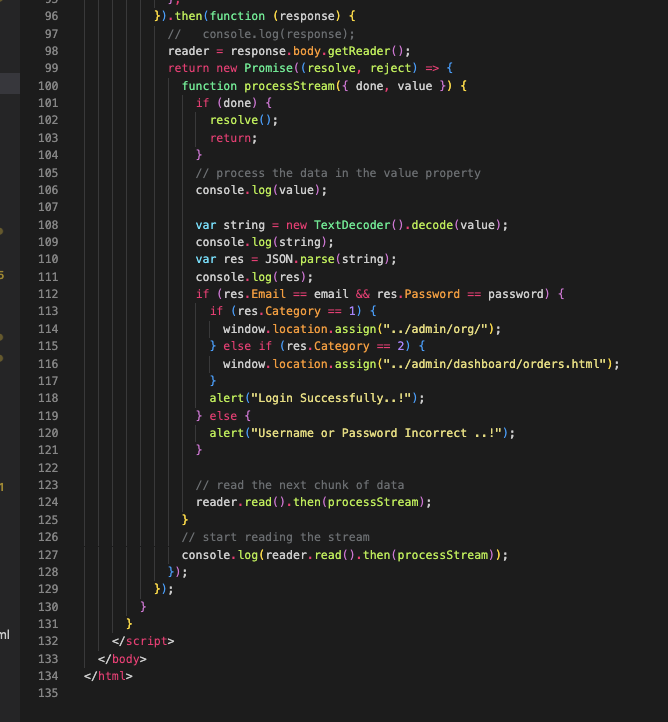 96 }).then(function (response) {
97 //   console.log(response);
98 reader = response.body.getReader();
99 return new Promise((resolve, reject) => {
100 function processStream({ done, value }) {
101 if (done) {
102 resolve();
103 return;
104 }
105 // process the data in the value property
106 console.log(value);
107
108 var string = new TextDecoder().decode(value);
109 console.log(string);
110 var res = JSON.parse(string);
111 console.log(res);
112 if (res.Email == email && res.Password == password) {
113 if (res.Category == 1) {
114 window.location.assign("../admin/org/");
115 } else if (res.Category == 2) {
116 window.location.assign("../admin/dashboard/orders.html");
117 }
118 alert("Login Successfully..!");
119 } else {
120 alert("Username or Password Incorrect ..!");
121 }
122
123 // read the next chunk of data
124 reader.read().then(processStream);
125 }
126 // start reading the stream
127 console.log(reader.read().then(processStream));
128 });
129 });
130 }
131 }
132 </script>
133 </body>
134 </html>
135